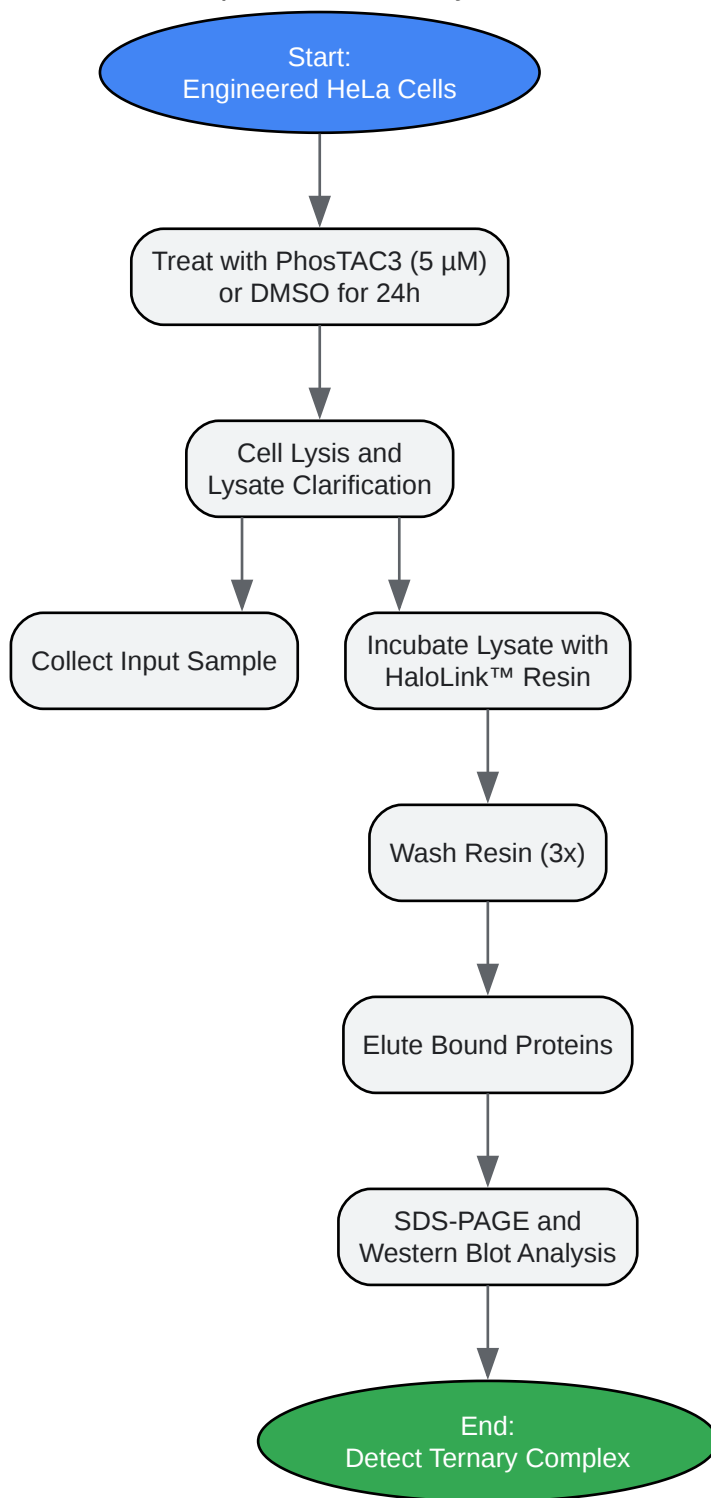 Start:
Engineered HeLa Cells
Treat with PhosTAC3 (5 µM)
or DMSO for 24h
Cell Lysis and
Lysate Clarification
Collect Input Sample
Incubate Lysate with
HaloLink™ Resin
Wash Resin (3x)
Elute Bound Proteins
SDS-PAGE and
Western Blot Analysis
End:
Detect Ternary Complex